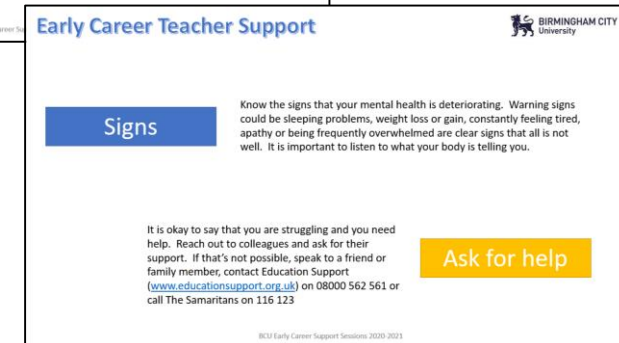 Early Career Teacher Support
BIRMINGHAM CITY
University
Signs
Know the signs that your mental health is deteriorating. Warning signs
could be sleeping problems, weight loss or gain, constantly feeling tired,
apathy or being frequently overwhelmed are clear signs that all is not
well. It is important to listen to what your body is telling you.
It is okay to say that you are struggling and you need
help. Reach out to colleagues and ask for their
support. If that's not possible, speak to a friend or
family member, contact Education Support
(www.educationsupport.org.uk) on 08000 562 561 or
call The Samaritans on 116 123
Ask for help
BCU Early Career Support Sessions 2020-2021